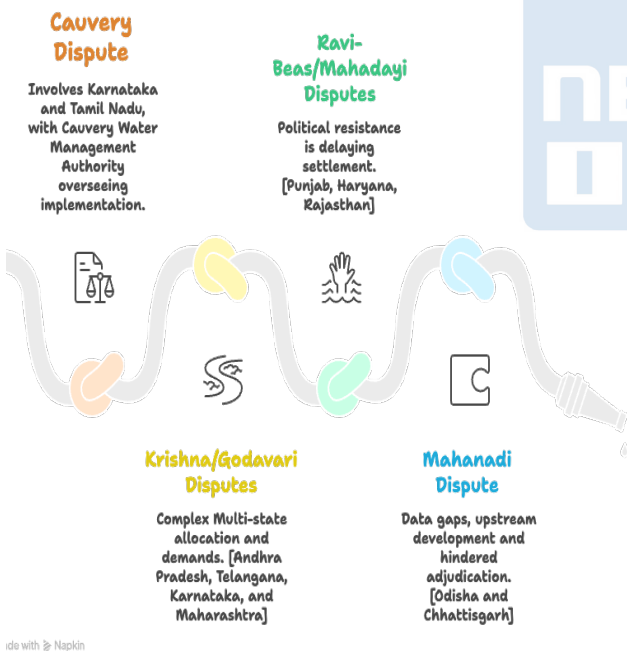 Cauvery
Dispute
Involves Karnataka
and Tamil Nadu,
with Cauvery Water
Management
Authority
overseeing
implementation.
Ravi-
Beas/Mahadayi
Disputes
Political resistance
is delaying
settlement.
[Punjab, Haryana,
Rajasthan]
Krishna/Godavari
Disputes
Complex Multi-state
allocation and
demands. [Andhra
Pradesh, Telangana,
Karnataka, and
Maharashtra]
Mahanadi
Dispute
Data gaps, upstream
development and
hindered
adjudication.
[Odisha and
Chhattisgarh]
de with Napkin